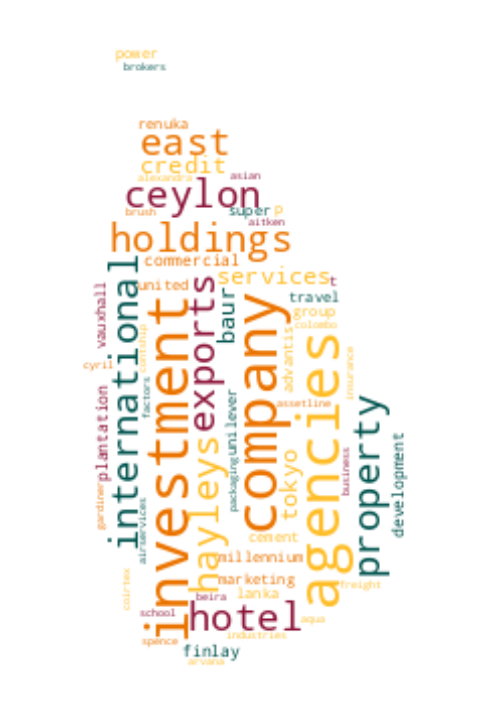 power
brokers
renuka
east
credit
alexandra
asian
ceylon
brush
super
p
aitken
holdings
commercial
services
t
united
international
vauxhall
investment
exports
baur
company
travel
group
colombo
advantis
agencies
contship
cyril
factors
insurance
assetline
plantation
unilever
packaging
hayleys
tokyo
property
development
business
gardiner
airservices
cement
millennium
marketing
freight
coirtex
lanka
beira
school
hotel
aqua
industries
spence
finlay
arvana